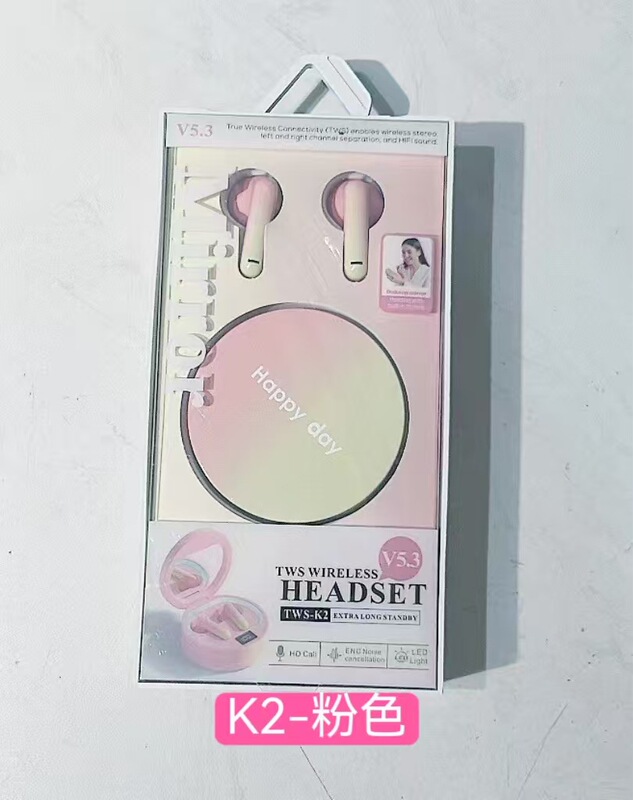 V5.3
True Wireless Connectivity (TWS) enables wireless stereo
left and right channel separation, and HIFI sound.
Mirror
Happy day
V5.3
TWS WIRELESS
HEADSET
TWS-K2 EXTRA LONG STANDBY
HD Call
ENC Noise
cancellation
LED
Light
K2-粉色